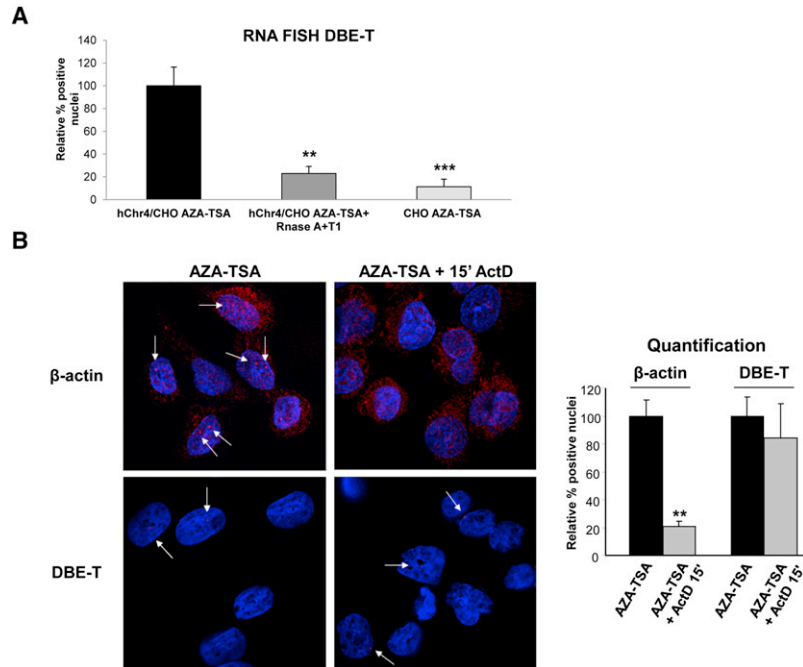 A
RNA FISH DBE-T
Relative % positive
nuclei
140
120
100
80
60
40
20
0
**
***
hChr4/CHO AZA-TSA
hChr4/CHO AZA-TSA+
Rnase A+T1
CHO AZA-TSA
B
AZA-TSA
AZA-TSA + 15' ActD
β-actin
DBE-T
Quantification
β-actin
DBE-T
Relative % positive nuclei
120
100
80
60
40
20
0
**
AZA-TSA
AZA-TSA
+ ActD 15'
AZA-TSA
AZA-TSA
+ ActD 15'